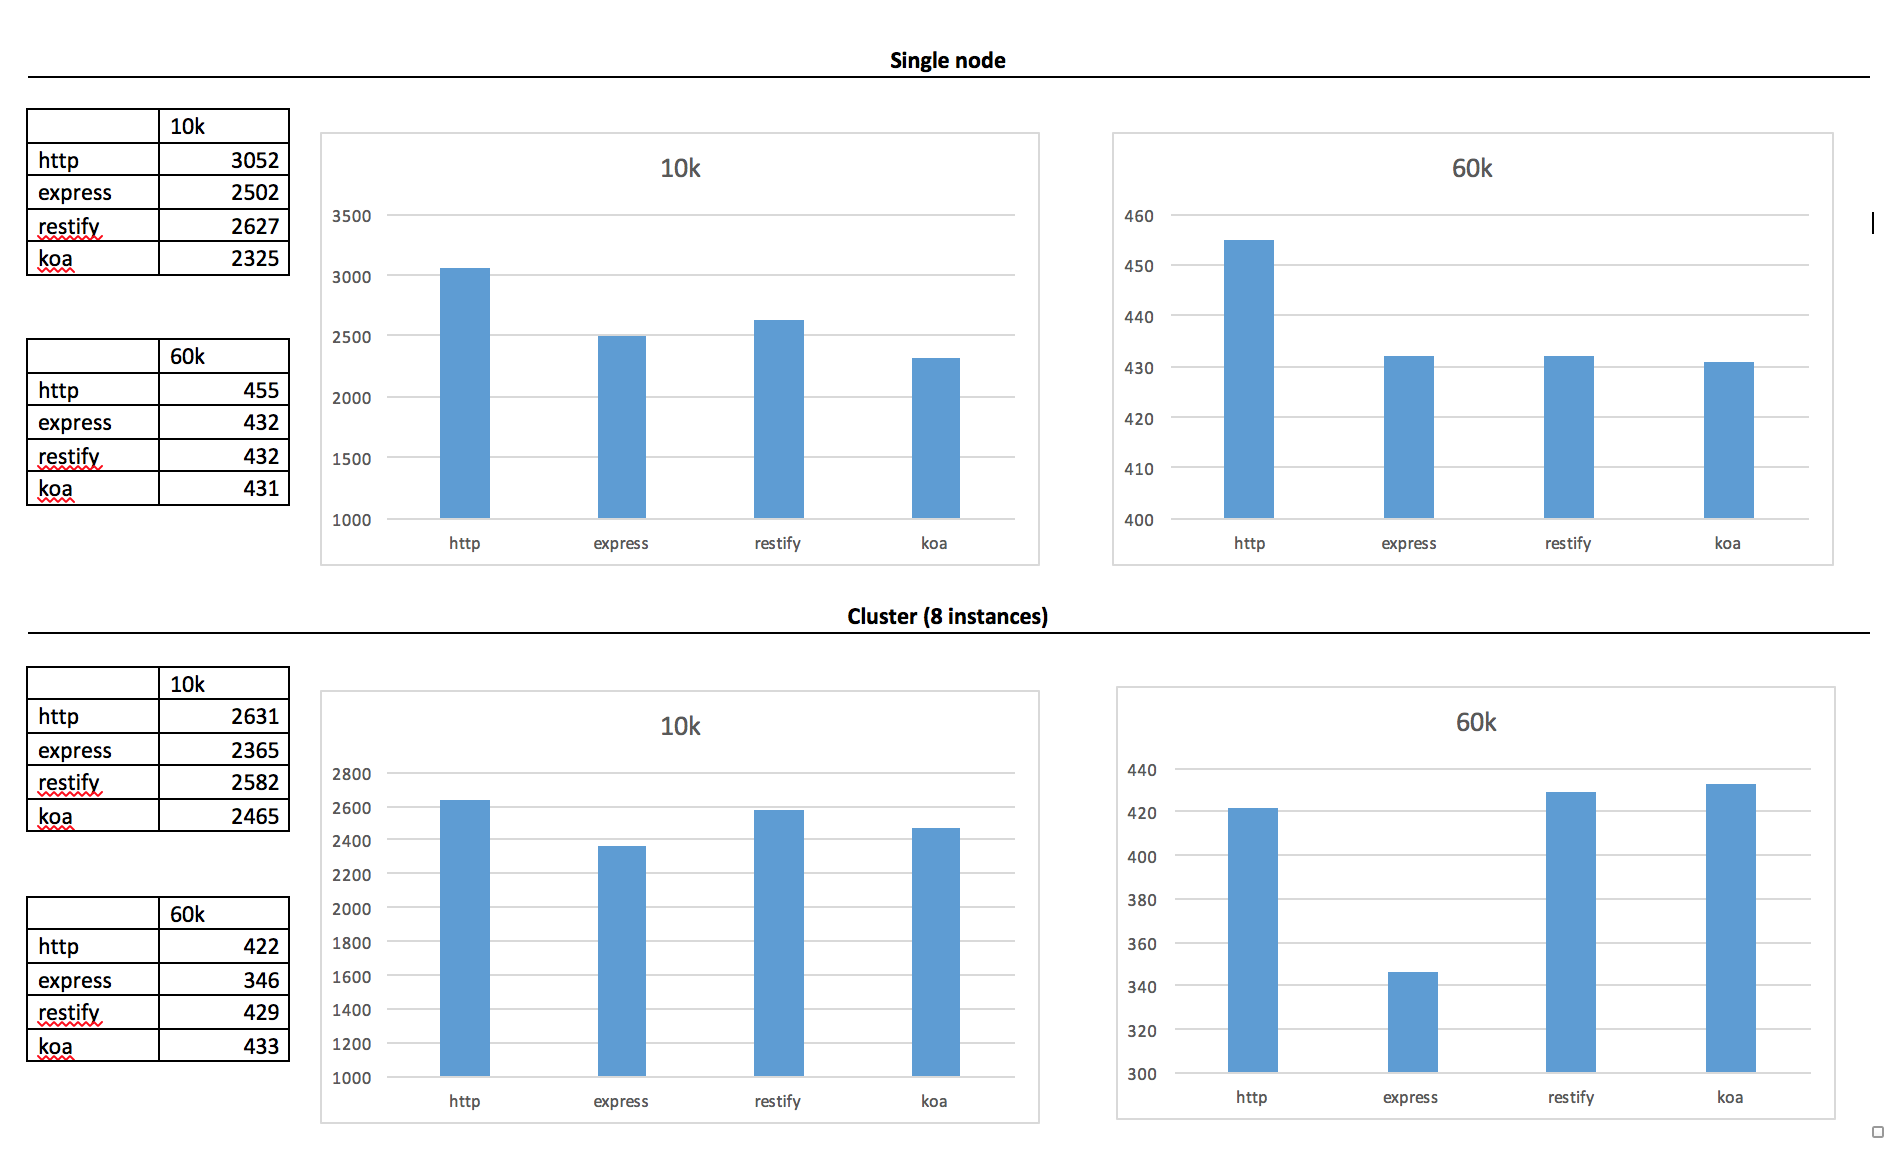 Single node
10k
http 3052
express 2502
restify 2627
koa 2325
60k
http 455
express 432
restify 432
koa 431
10k
3500
3000
2500
2000
1500
1000
http express restify koa
60k
460
450
440
430
420
410
400
http express restify koa
Cluster (8 instances)
10k
http 2631
express 2365
restify 2582
koa 2465
60k
http 422
express 346
restify 429
koa 433
10k
2800
2600
2400
2200
2000
1800
1600
1400
1200
1000
http express restify koa
60k
440
420
400
380
360
340
320
300
http express restify koa